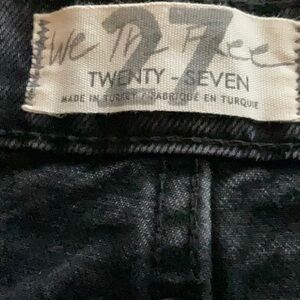 We The Free
27
TWENTY - SEVEN
MADE IN TURKEY / FABRIQUÉ EN TURQUIE